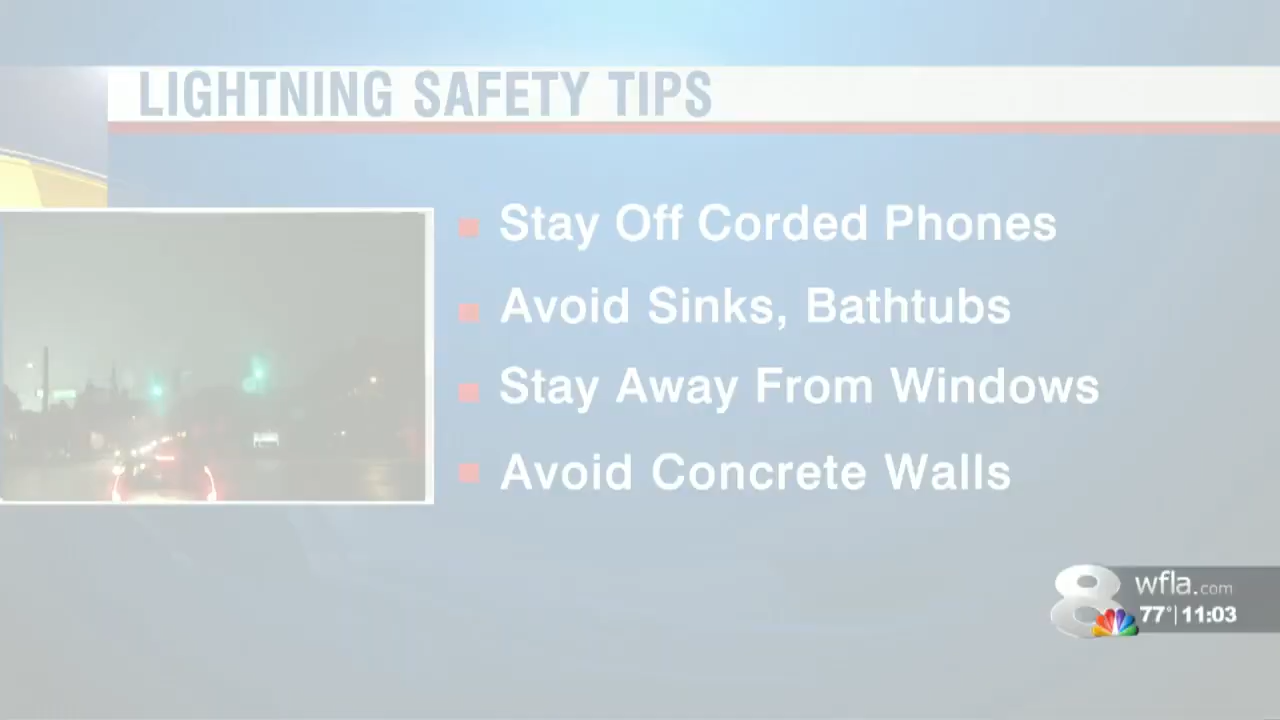 LIGHTNING SAFETY TIPS
Stay Off Corded Phones
Avoid Sinks, Bathtubs
Stay Away From Windows
Avoid Concrete Walls
8 wfla.com
77° 11:03